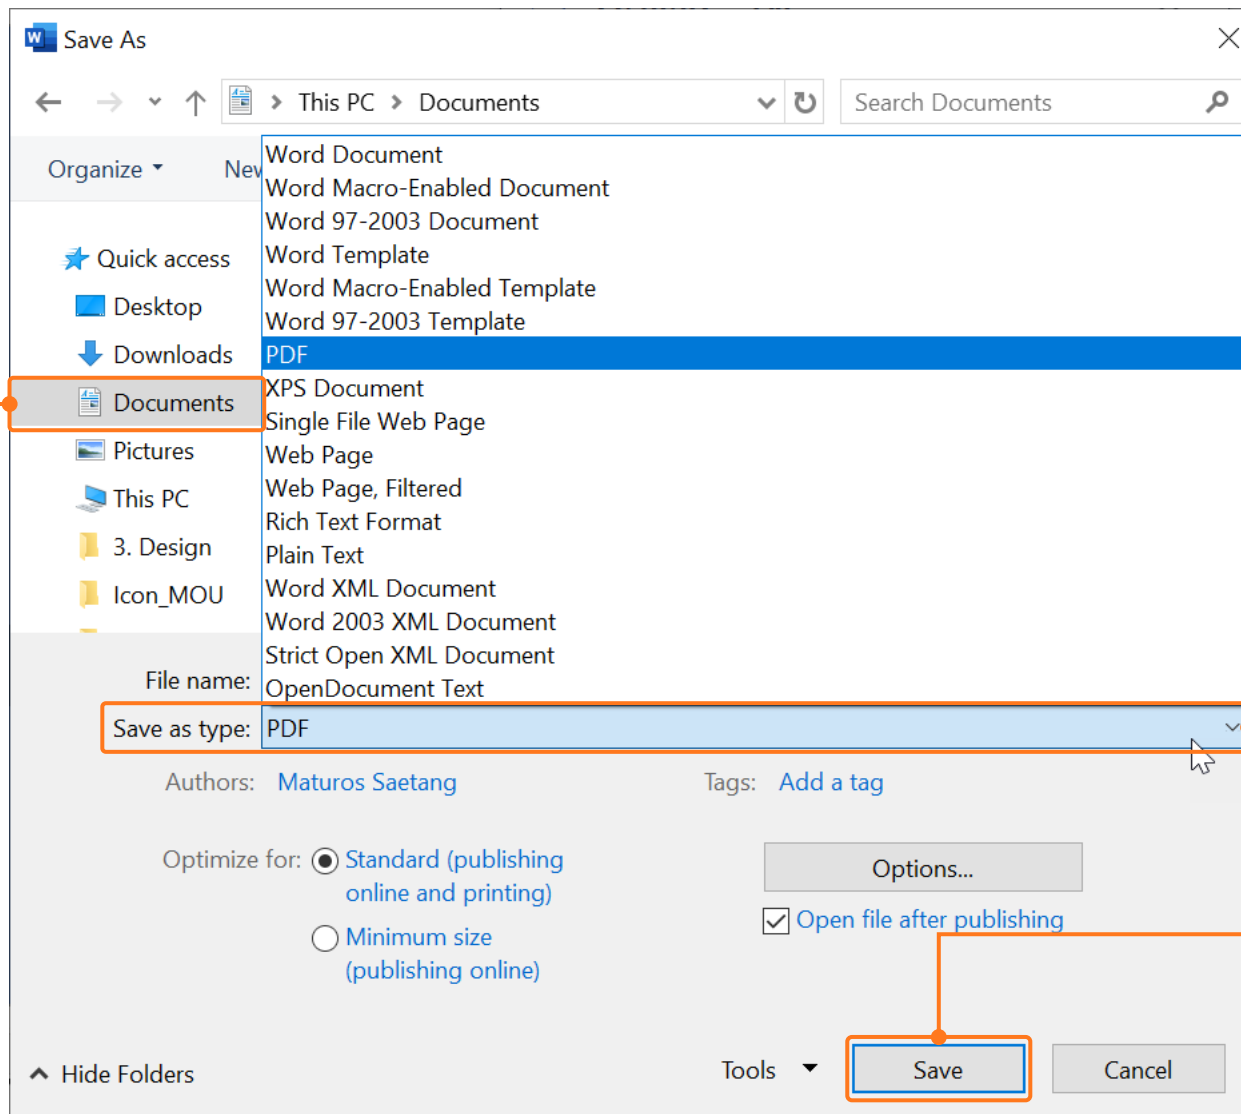 Save As
This PC > Documents
Search Documents
Organize
New
Word Document
Word Macro-Enabled Document
Word 97-2003 Document
Word Template
Word Macro-Enabled Template
Word 97-2003 Template
PDF
XPS Document
Single File Web Page
Web Page
Web Page, Filtered
Rich Text Format
Plain Text
Word XML Document
Word 2003 XML Document
Strict Open XML Document
OpenDocument Text
Quick access
Desktop
Downloads
Documents
Pictures
This PC
3. Design
Icon_MOU
File name:
Save as type: PDF
Authors: Maturos Saetang
Tags: Add a tag
Optimize for: Standard (publishing
online and printing)
Minimum size
(publishing online)
Options...
Open file after publishing
Hide Folders
Tools
Save
Cancel